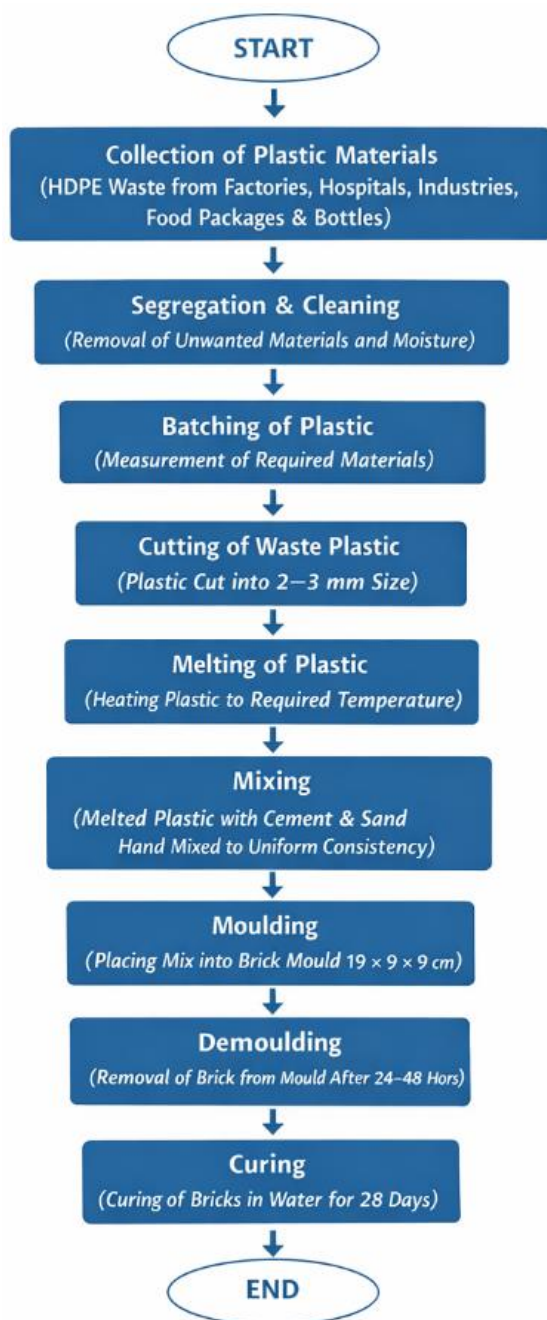 START
Collection of Plastic Materials
(HDPE Waste from Factories, Hospitals, Industries,
Food Packages & Bottles)
Segregation & Cleaning
(Removal of Unwanted Materials and Moisture)
Batching of Plastic
(Measurement of Required Materials)
Cutting of Waste Plastic
(Plastic Cut into 2–3 mm Size)
Melting of Plastic
(Heating Plastic to Required Temperature)
Mixing
(Melted Plastic with Cement & Sand
Hand Mixed to Uniform Consistency)
Moulding
(Placing Mix into Brick Mould 19 × 9 × 9 cm)
Demoulding
(Removal of Brick from Mould After 24–48 Hors)
Curing
(Curing of Bricks in Water for 28 Days)
END